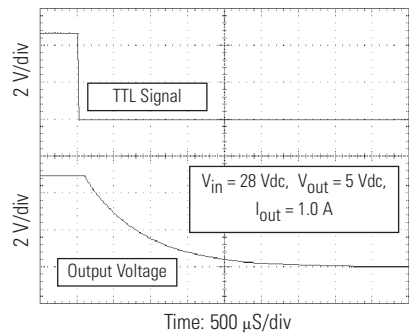 2 V/div
TTL Signal
2 V/div
Vin = 28 Vdc, Vout = 5 Vdc,
Iout = 1.0 A
Output Voltage
Time: 500 µS/div